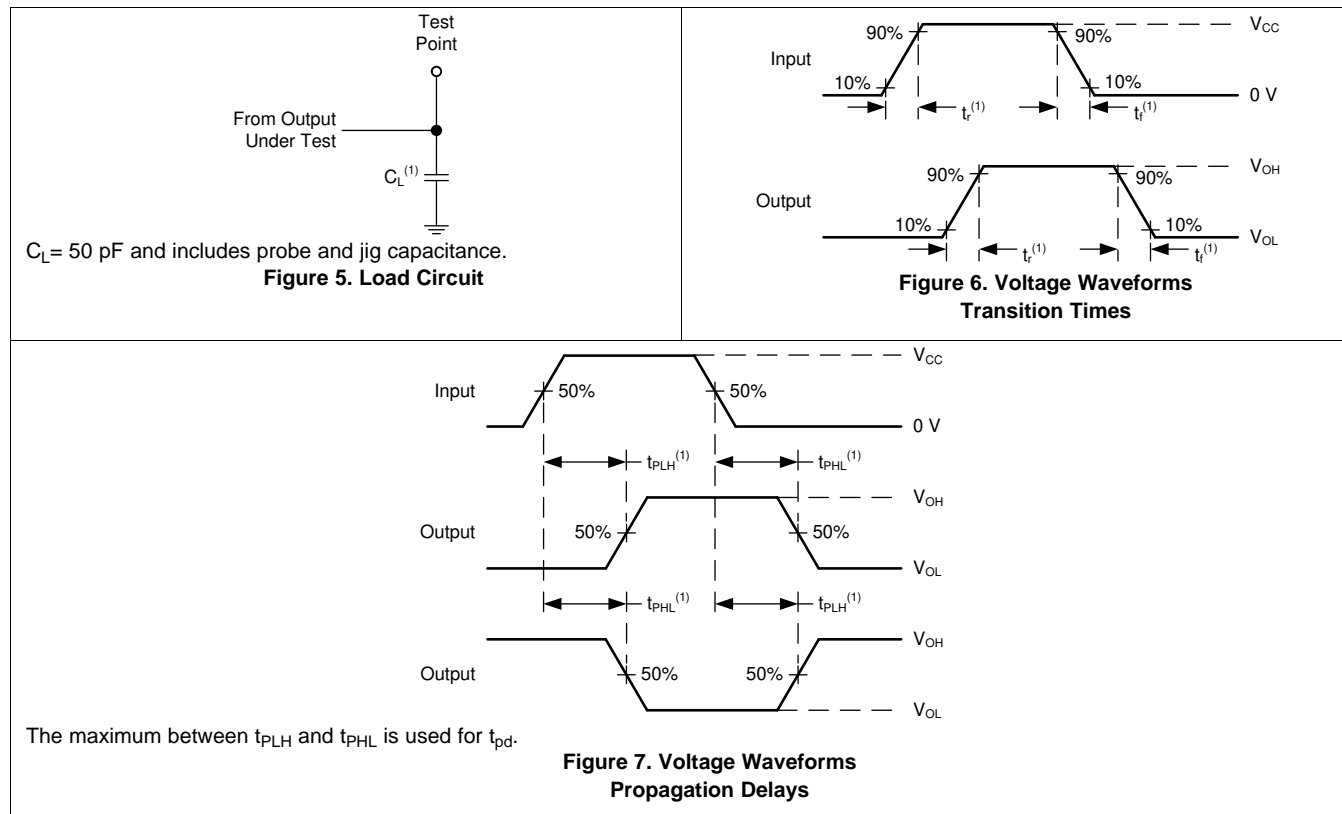 Test
Point
From Output
Under Test
C_L^(1)
C_L= 50 pF and includes probe and jig capacitance.
Figure 5. Load Circuit
V_CC
90%
90%
Input
10%
10%
0 V
t_r^(1)
t_f^(1)
V_OH
90%
90%
Output
10%
10%
V_OL
t_r^(1)
t_f^(1)
Figure 6. Voltage Waveforms
Transition Times
V_CC
Input
50%
50%
0 V
t_PLH^(1)
t_PHL^(1)
V_OH
Output
50%
50%
V_OL
t_PHL^(1)
t_PLH^(1)
V_OH
Output
50%
50%
V_OL
The maximum between t_PLH and t_PHL is used for t_pd.
Figure 7. Voltage Waveforms
Propagation Delays